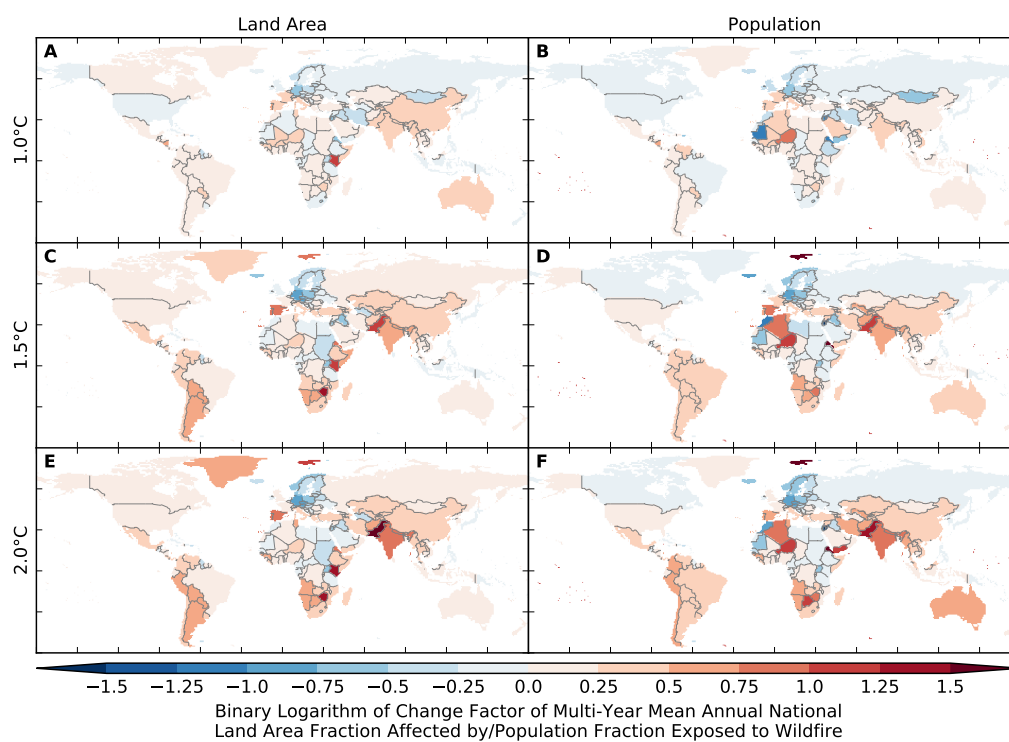 Land Area
Population
A
B
1.0°C
C
D
1.5°C
E
F
2.0°C
−1.5 −1.25 −1.0 −0.75 −0.5 −0.25 0.0 0.25 0.5 0.75 1.0 1.25 1.5
Binary Logarithm of Change Factor of Multi-Year Mean Annual National
Land Area Fraction Affected by/Population Fraction Exposed to Wildfire